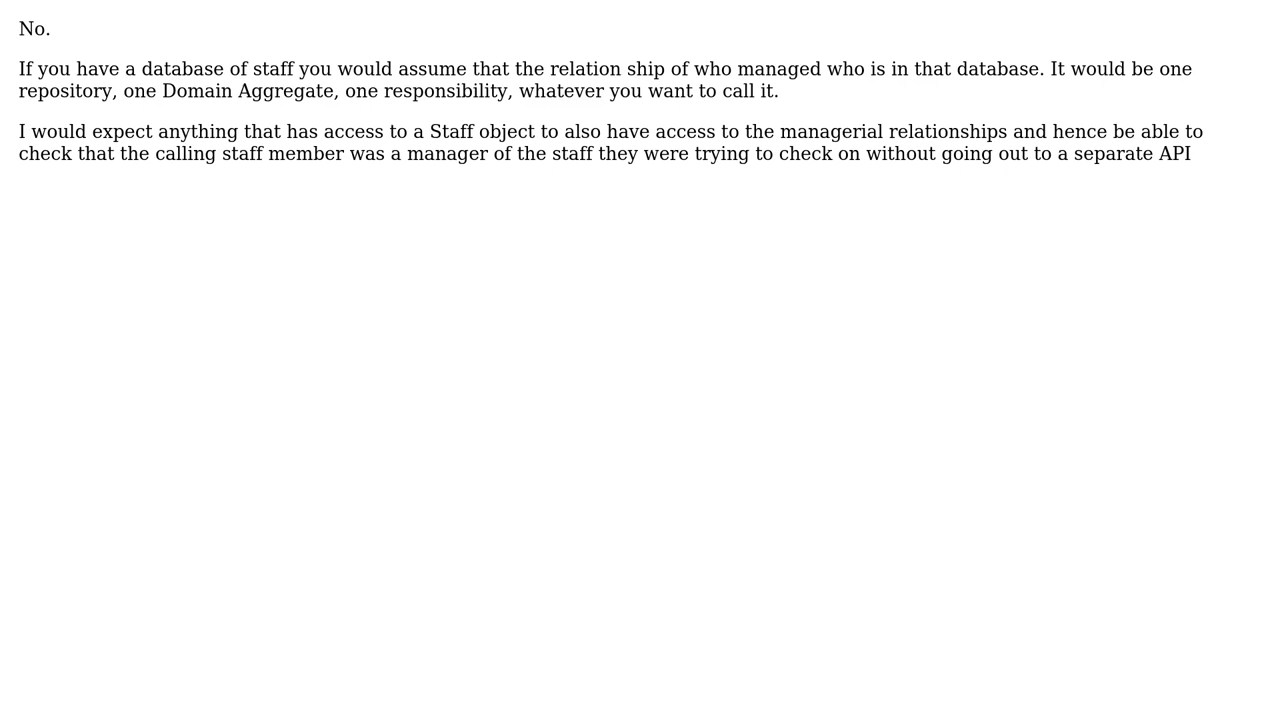 No.
If you have a database of staff you would assume that the relation ship of who managed who is in that database. It would be one
repository, one Domain Aggregate, one responsibility, whatever you want to call it.
I would expect anything that has access to a Staff object to also have access to the managerial relationships and hence be able to
check that the calling staff member was a manager of the staff they were trying to check on without going out to a separate API